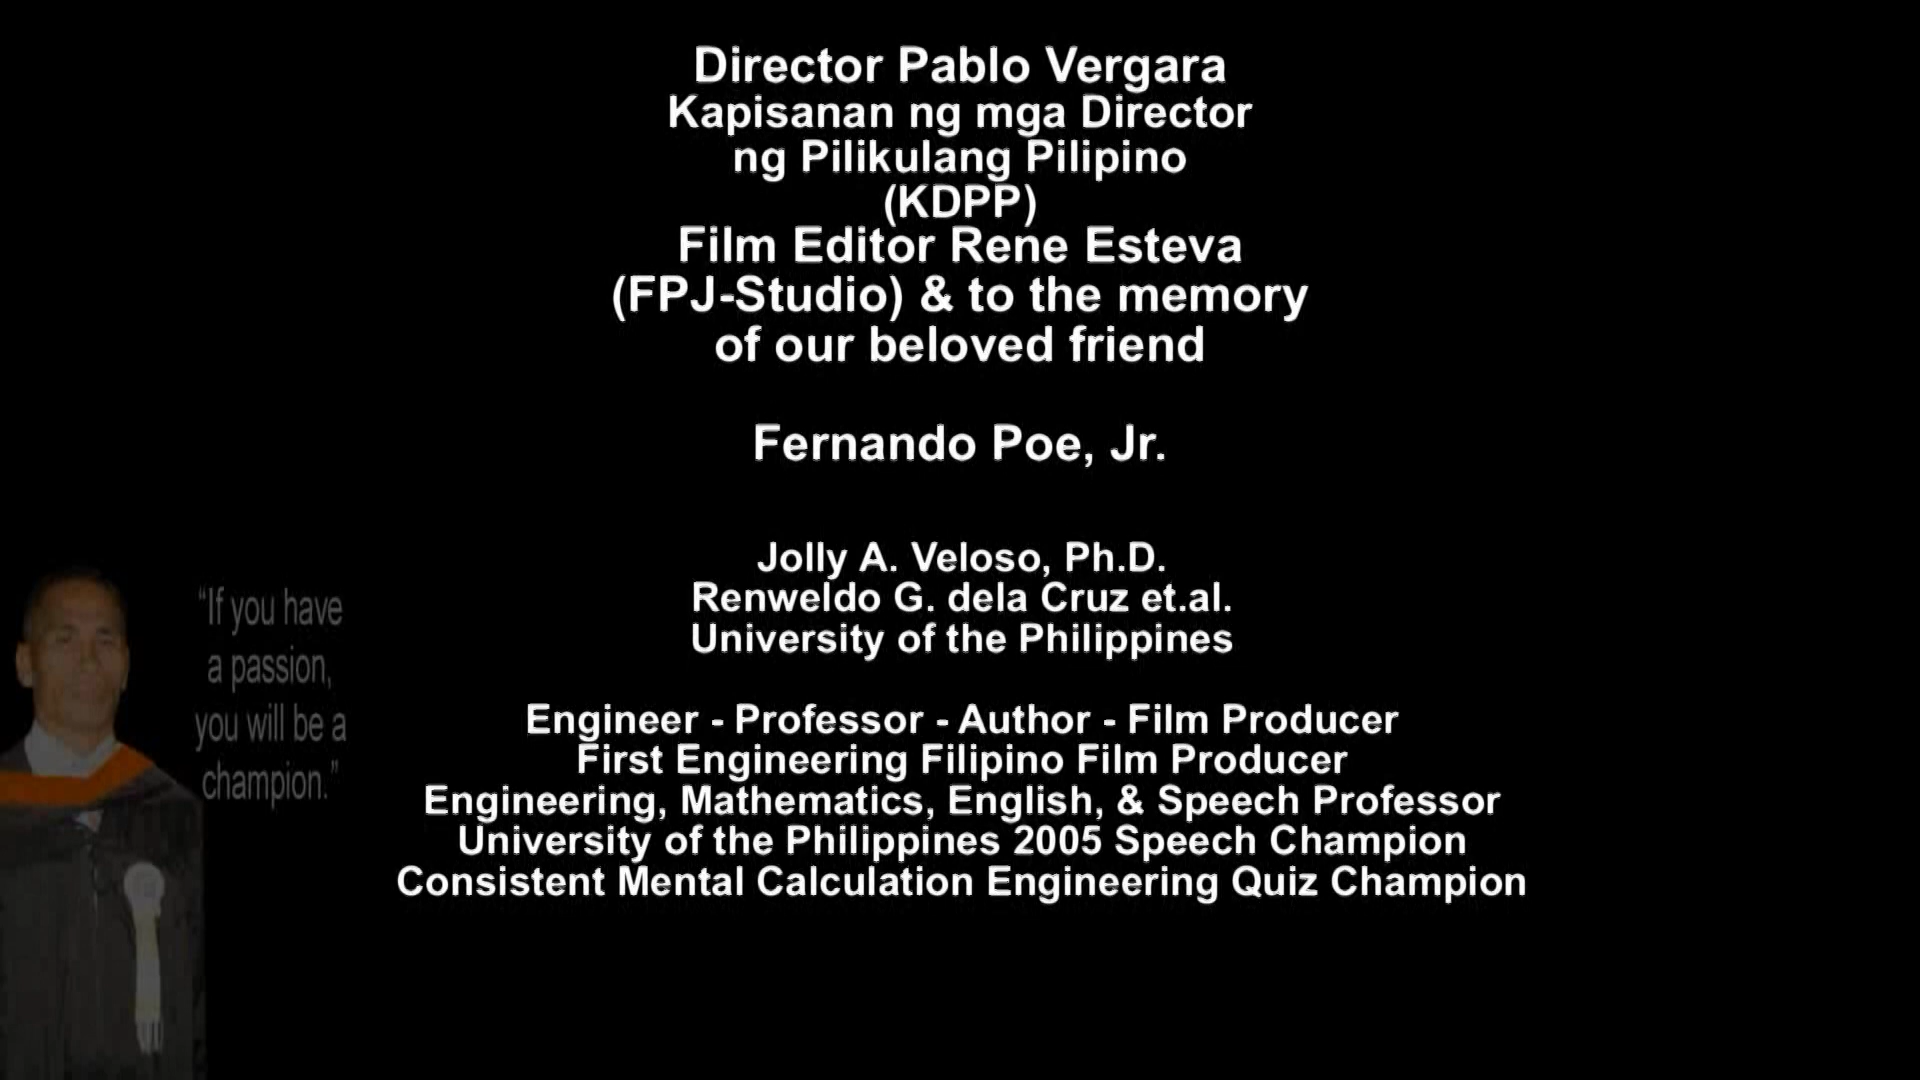 Director Pablo Vergara
Kapisanan ng mga Director
ng Pilikulang Pilipino
(KDPP)
Film Editor Rene Esteva
(FPJ-Studio) & to the memory
of our beloved friend
Fernando Poe, Jr.
Jolly A. Veloso, Ph.D.
Renweldo G. dela Cruz et.al.
University of the Philippines
Engineer - Professor - Author - Film Producer
First Engineering Filipino Film Producer
Engineering, Mathematics, English, & Speech Professor
University of the Philippines 2005 Speech Champion
Consistent Mental Calculation Engineering Quiz Champion
“If you have
a passion,
you will be a
champion.”